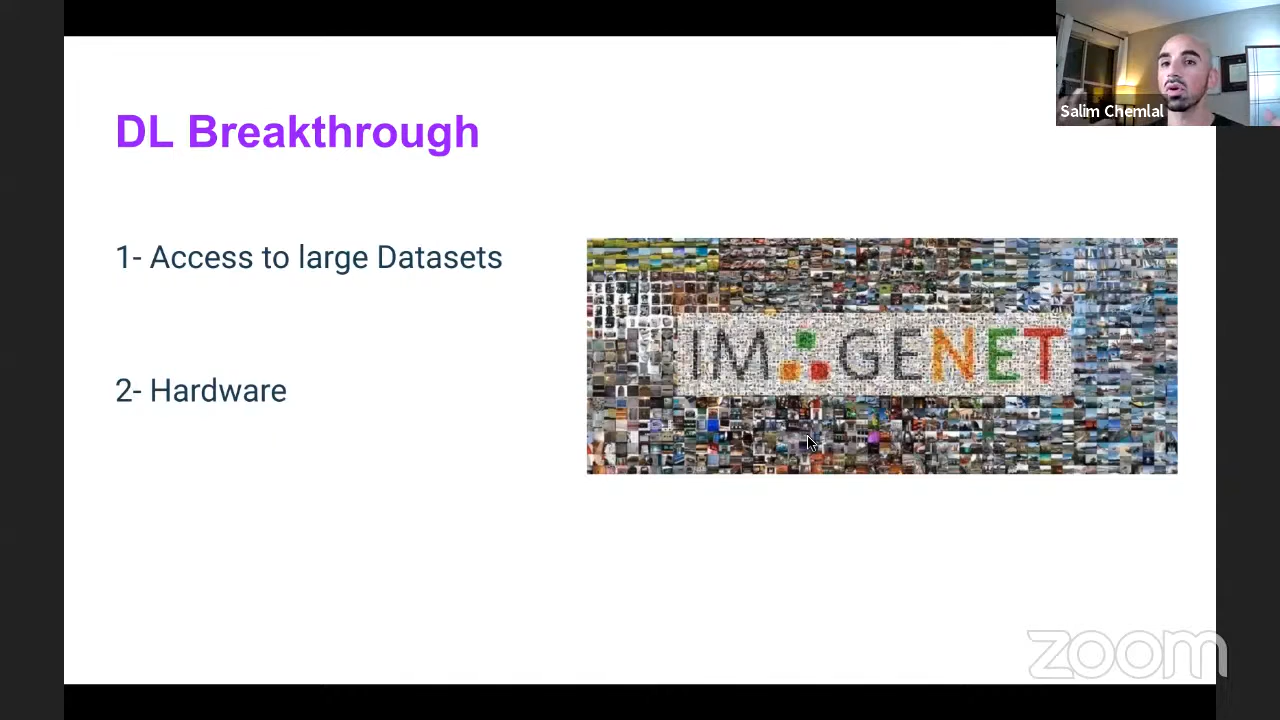 DL Breakthrough
Salim Chemlal
1- Access to large Datasets
IMAGENET
2- Hardware
zoom